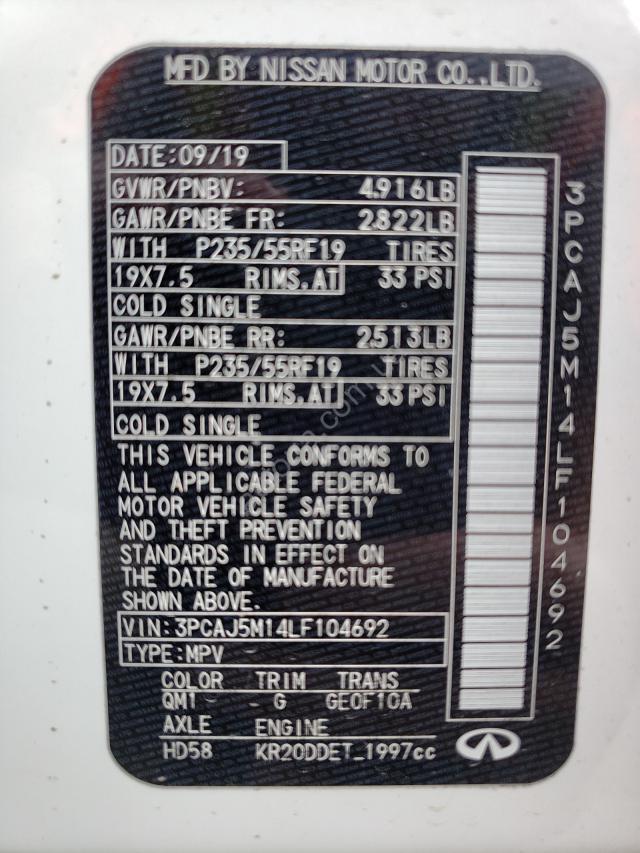 MFD BY NISSAN MOTOR CO.,LTD.
DATE:09/19
GVWR/PNBV: 4916LB
GAWR/PNBE FR: 2822LB
WITH P235/55RF19 TIRES
19X7.5 RIMS,AT 33 PSI
COLD SINGLE
GAWR/PNBE RR: 2513LB
WITH P235/55RF19 TIRES
19X7.5 RIMS,AT 33 PSI
COLD SINGLE
THIS VEHICLE CONFORMS TO
ALL APPLICABLE FEDERAL
MOTOR VEHICLE SAFETY
AND THEFT PREVENTION
STANDARDS IN EFFECT ON
THE DATE OF MANUFACTURE
SHOWN ABOVE.
VIN:3PCAJ5M14LF104692
TYPE:MPV
COLOR TRIM TRANS
QM1 G GE0F10A
AXLE ENGINE
HD58 KR20DDET_1997cc
3PCAJ5M14LF104692